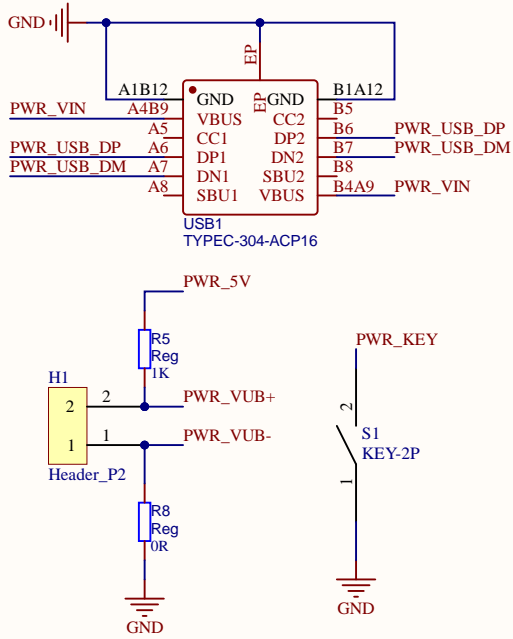 GND
EP
A1B12 GND EP GND B1A12
PWR_VIN A4B9 VBUS CC2 B5
A5 CC1 DP2 B6 PWR_USB_DP
PWR_USB_DP A6 DP1 DN2 B7 PWR_USB_DM
PWR_USB_DM A7 DN1 SBU2 B8
A8 SBU1 VBUS B4A9 PWR_VIN
USB1
TYPEC-304-ACP16
PWR_5V
R5
Reg
1K
H1
2 2 PWR_VUB+
1 1 PWR_VUB-
Header_P2
R8
Reg
0R
GND
PWR_KEY
2
S1
KEY-2P
1
GND